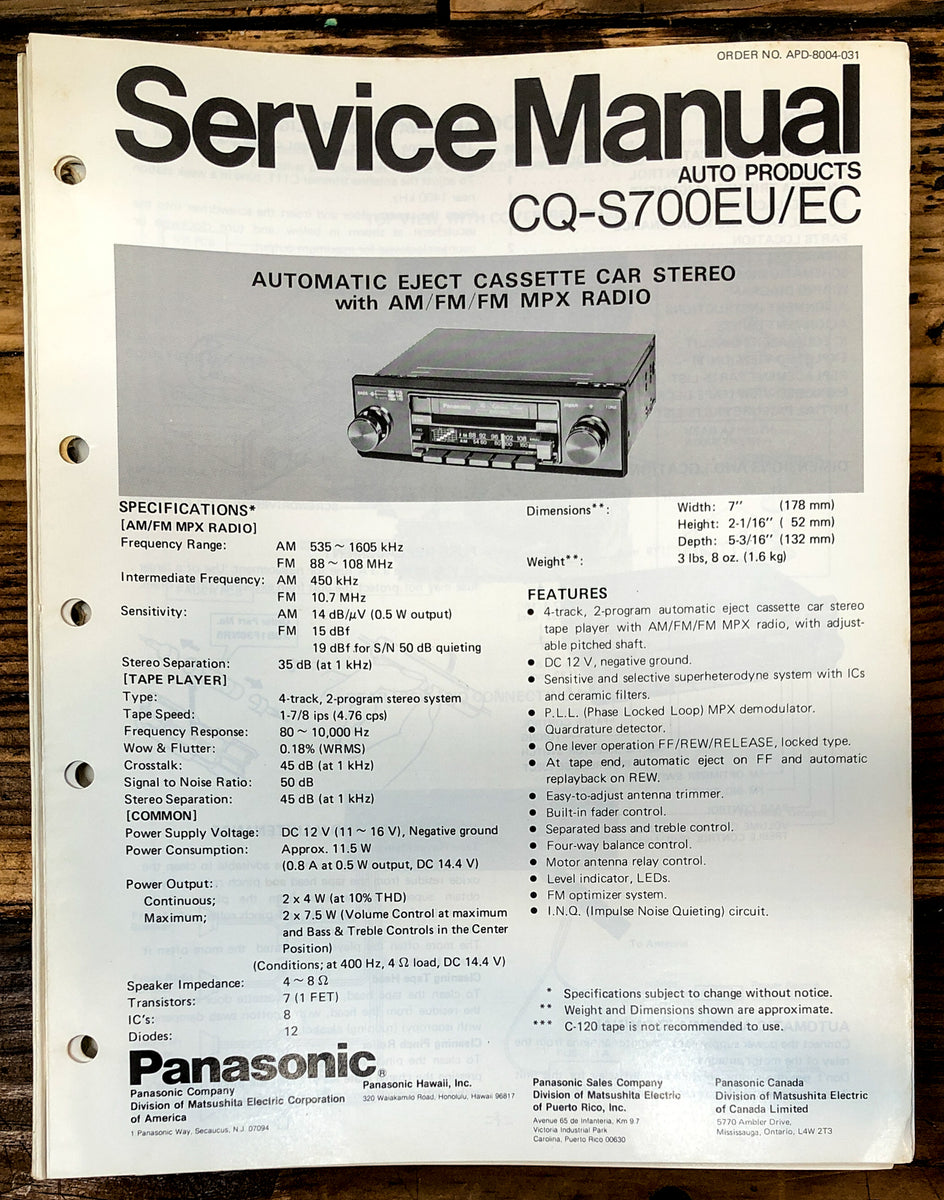 ORDER NO. APD-8004-031
Service Manual
AUTO PRODUCTS
CQ-S700EU/EC
AUTOMATIC EJECT CASSETTE CAR STEREO
with AM/FM/FM MPX RADIO
BASS
Panasonic
TUNE
FM 88 92 96 102 108
AM 54 60 80 100 160
SPECIFICATIONS*
[AM/FM MPX RADIO]
Frequency Range: AM 535 ~ 1605 kHz
FM 88 ~ 108 MHz
Intermediate Frequency: AM 450 kHz
FM 10.7 MHz
Sensitivity: AM 14 dB/µV (0.5 W output)
FM 15 dBf
19 dBf for S/N 50 dB quieting
Stereo Separation: 35 dB (at 1 kHz)
[TAPE PLAYER]
Type: 4-track, 2-program stereo system
Tape Speed: 1-7/8 ips (4.76 cps)
Frequency Response: 80 ~ 10,000 Hz
Wow & Flutter: 0.18% (WRMS)
Crosstalk: 45 dB (at 1 kHz)
Signal to Noise Ratio: 50 dB
Stereo Separation: 45 dB (at 1 kHz)
[COMMON]
Power Supply Voltage: DC 12 V (11 ~ 16 V), Negative ground
Power Consumption: Approx. 11.5 W
(0.8 A at 0.5 W output, DC 14.4 V)
Power Output:
Continuous; 2 x 4 W (at 10% THD)
Maximum; 2 x 7.5 W (Volume Control at maximum
and Bass & Treble Controls in the Center
Position)
(Conditions; at 400 Hz, 4 Ω load, DC 14.4 V)
Speaker Impedance: 4 ~ 8 Ω
Transistors: 7 (1 FET)
IC's: 8
Diodes: 12
Dimensions**: Width: 7" (178 mm)
Height: 2-1/16" ( 52 mm)
Depth: 5-3/16" (132 mm)
Weight**: 3 lbs, 8 oz. (1.6 kg)
FEATURES
● 4-track, 2-program automatic eject cassette car stereo
tape player with AM/FM/FM MPX radio, with adjust-
able pitched shaft.
● DC 12 V, negative ground.
● Sensitive and selective superheterodyne system with ICs
and ceramic filters.
● P.L.L. (Phase Locked Loop) MPX demodulator.
● Quardrature detector.
● One lever operation FF/REW/RELEASE, locked type.
● At tape end, automatic eject on FF and automatic
replayback on REW.
● Easy-to-adjust antenna trimmer.
● Built-in fader control.
● Separated bass and treble control.
● Four-way balance control.
● Motor antenna relay control.
● Level indicator, LEDs.
● FM optimizer system.
● I.N.Q. (Impulse Noise Quieting) circuit.
* Specifications subject to change without notice.
** Weight and Dimensions shown are approximate.
*** C-120 tape is not recommended to use.
Panasonic®
Panasonic Company
Division of Matsushita Electric Corporation
of America
1 Panasonic Way, Secaucus, N.J. 07094
Panasonic Hawaii, Inc.
320 Waiakamilo Road, Honolulu, Hawaii 96817
Panasonic Sales Company
Division of Matsushita Electric
of Puerto Rico, Inc.
Avenue 65 de Infanteria, Km 9.7
Victoria Industrial Park
Carolina, Puerto Rico 00630
Panasonic Canada
Division of Matsushita Electric
of Canada Limited
5770 Ambler Drive,
Mississauga, Ontario, L4W 2T3